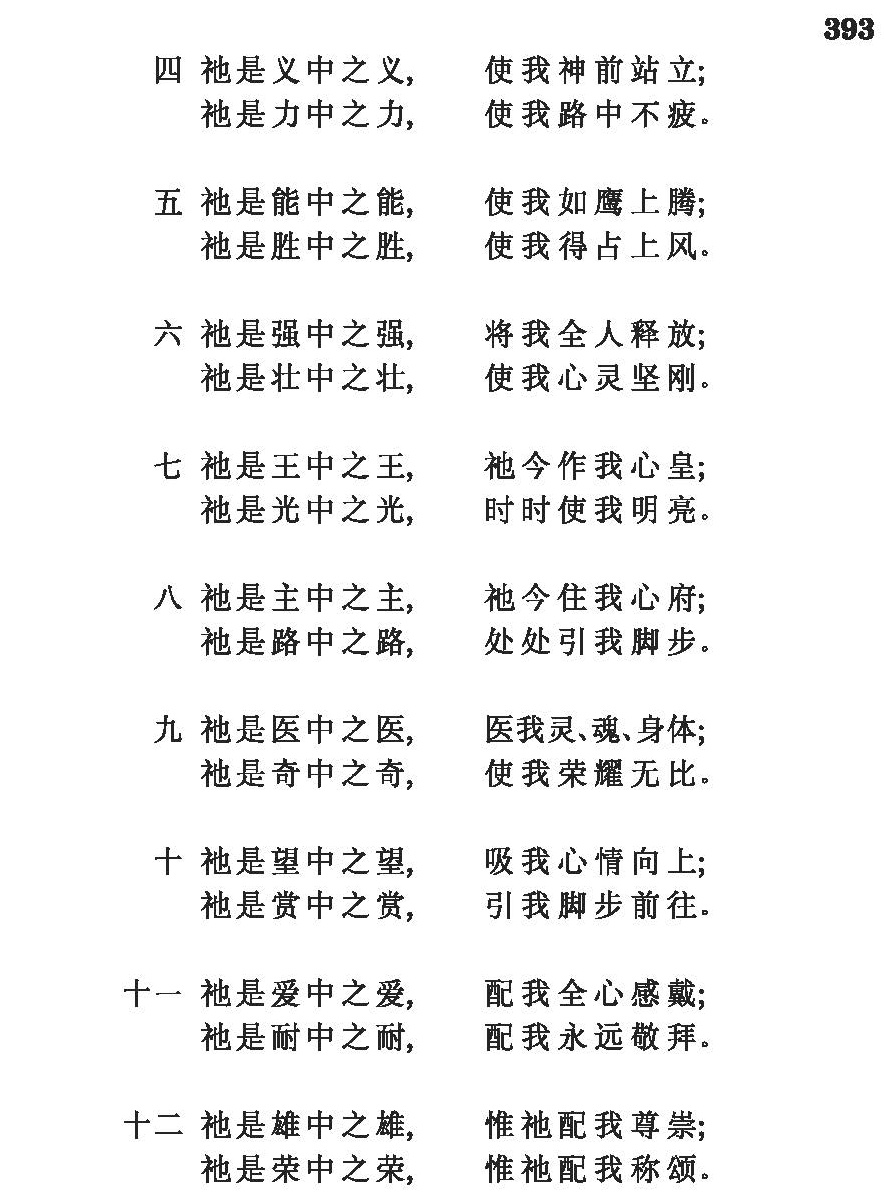 393
四 祂是义中之义, 使我神前站立;
祂是力中之力, 使我路中不疲。
五 祂是能中之能, 使我如鹰上腾;
祂是胜中之胜, 使我得占上风。
六 祂是强中之强, 将我全人释放;
祂是壮中之壮, 使我心灵坚刚。
七 祂是王中之王, 祂今作我心皇;
祂是光中之光, 时时使我明亮。
八 祂是主中之主, 祂今住我心府;
祂是路中之路, 处处引我脚步。
九 祂是医中之医, 医我灵、魂、身体;
祂是奇中之奇, 使我荣耀无比。
十 祂是望中之望, 吸我心情向上;
祂是赏中之赏, 引我脚步前往。
十一 祂是爱中之爱, 配我全心感戴;
祂是耐中之耐, 配我永远敬拜。
十二 祂是雄中之雄, 惟祂配我尊崇;
祂是荣中之荣, 惟祂配我称颂。